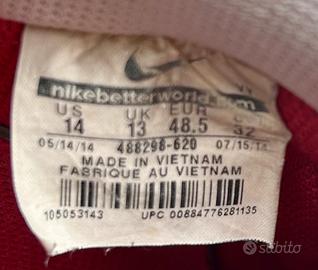 nikebetterworld.com
US UK EUR
14 13 48.5 32
05/14/14 488298-620 07/15/14
MADE IN VIETNAM
FABRIQUE AU VIETNAM
105053143 UPC 00884776281135
subito